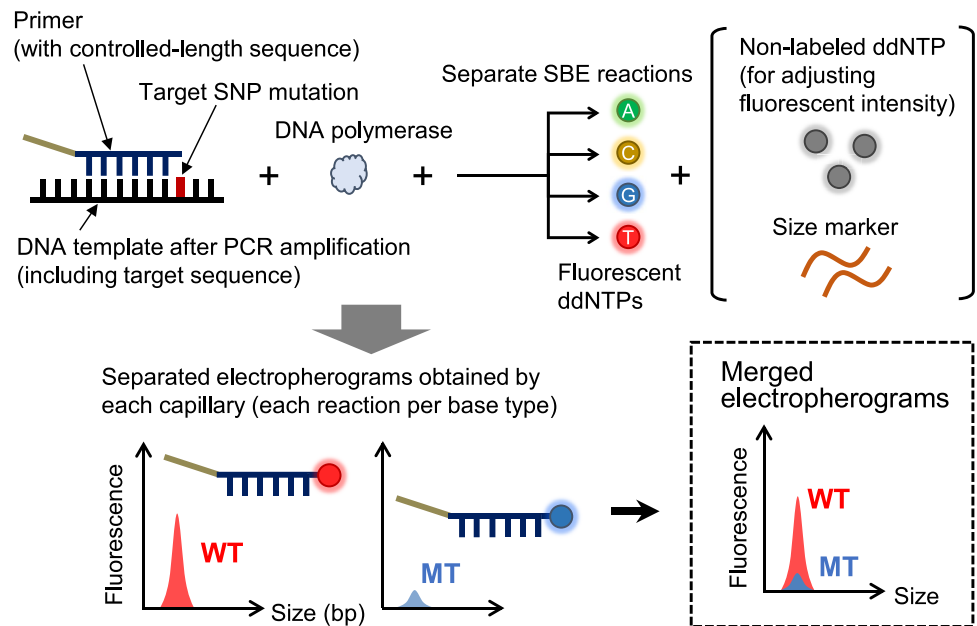 Primer
(with controlled-length sequence)
Target SNP mutation
DNA polymerase
Separate SBE reactions
Non-labeled ddNTP
(for adjusting
fluorescent intensity)
+
+
A
C
G
T
+
DNA template after PCR amplification
(including target sequence)
Fluorescent
ddNTPs
Size marker
Separated electropherograms obtained by
each capillary (each reaction per base type)
Fluorescence
WT
Size (bp)
MT
Merged
electropherograms
Fluorescence
WT
MT
Size